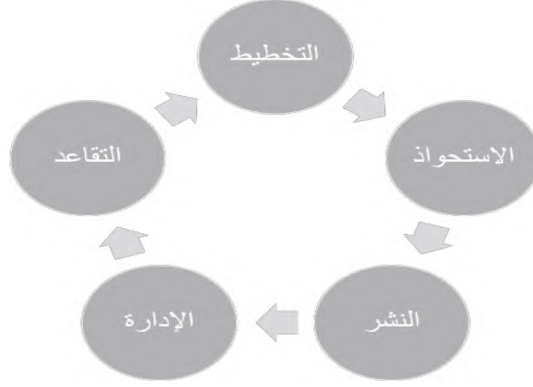 التخطيط
الاستحواذ
النشر
الإدارة
التقاعد